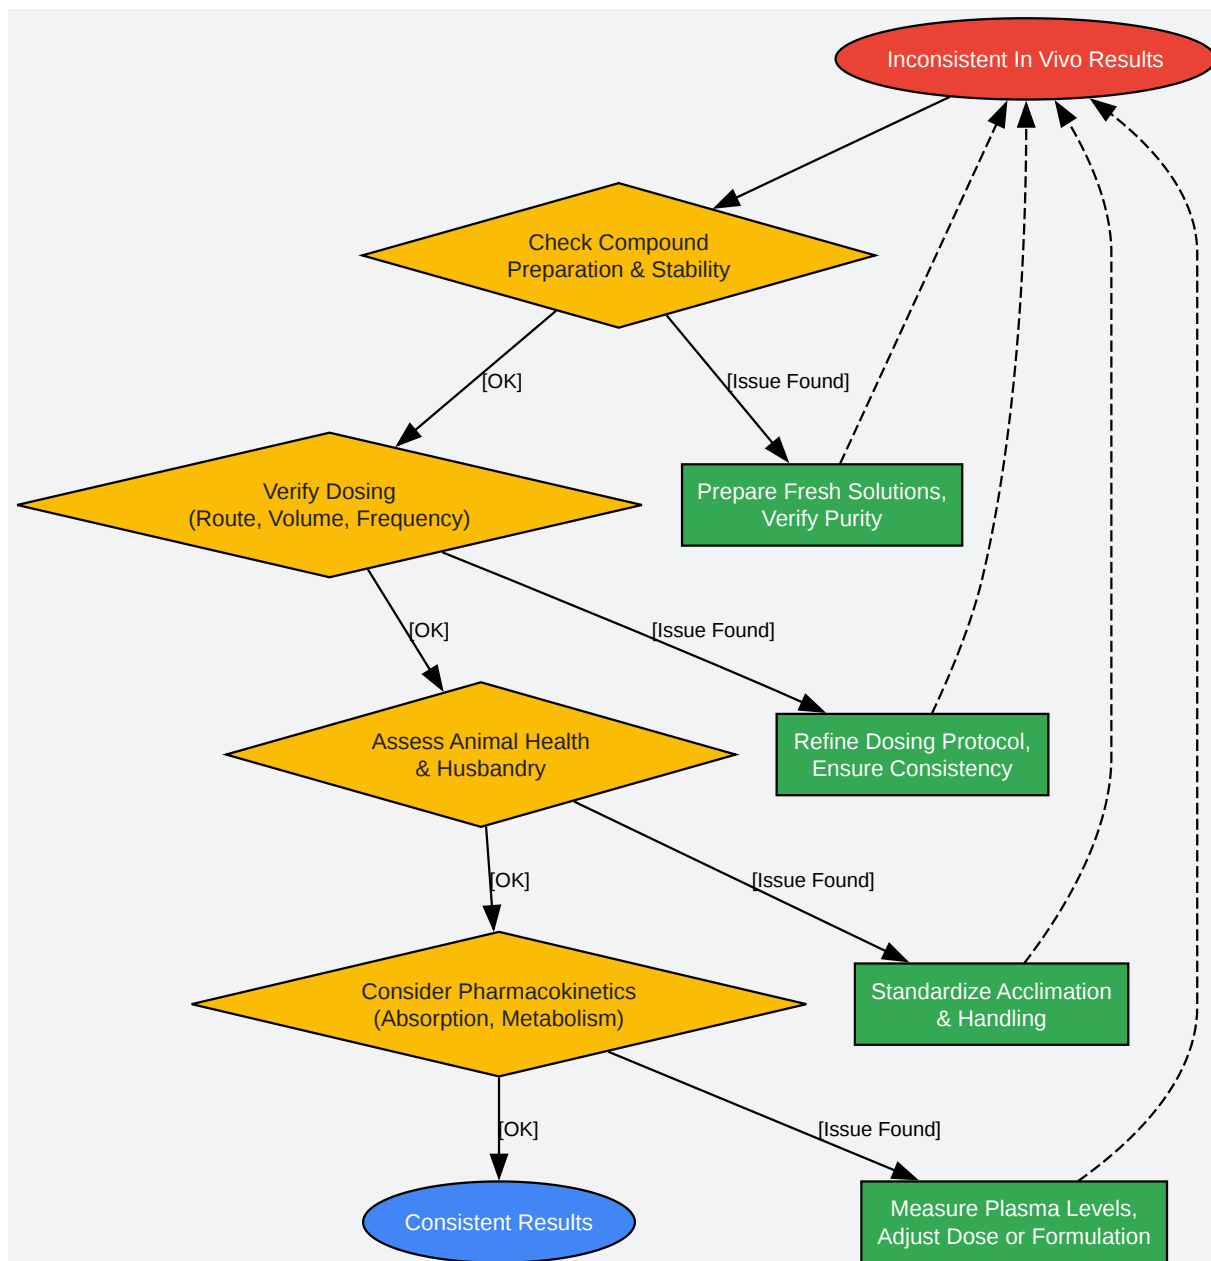 Inconsistent In Vivo Results
Check Compound
Preparation & Stability
[OK]
[Issue Found]
Verify Dosing
(Route, Volume, Frequency)
Prepare Fresh Solutions,
Verify Purity
[OK]
[Issue Found]
Assess Animal Health
& Husbandry
Refine Dosing Protocol,
Ensure Consistency
[OK]
[Issue Found]
Consider Pharmacokinetics
(Absorption, Metabolism)
Standardize Acclimation
& Handling
[OK]
[Issue Found]
Consistent Results
Measure Plasma Levels,
Adjust Dose or Formulation